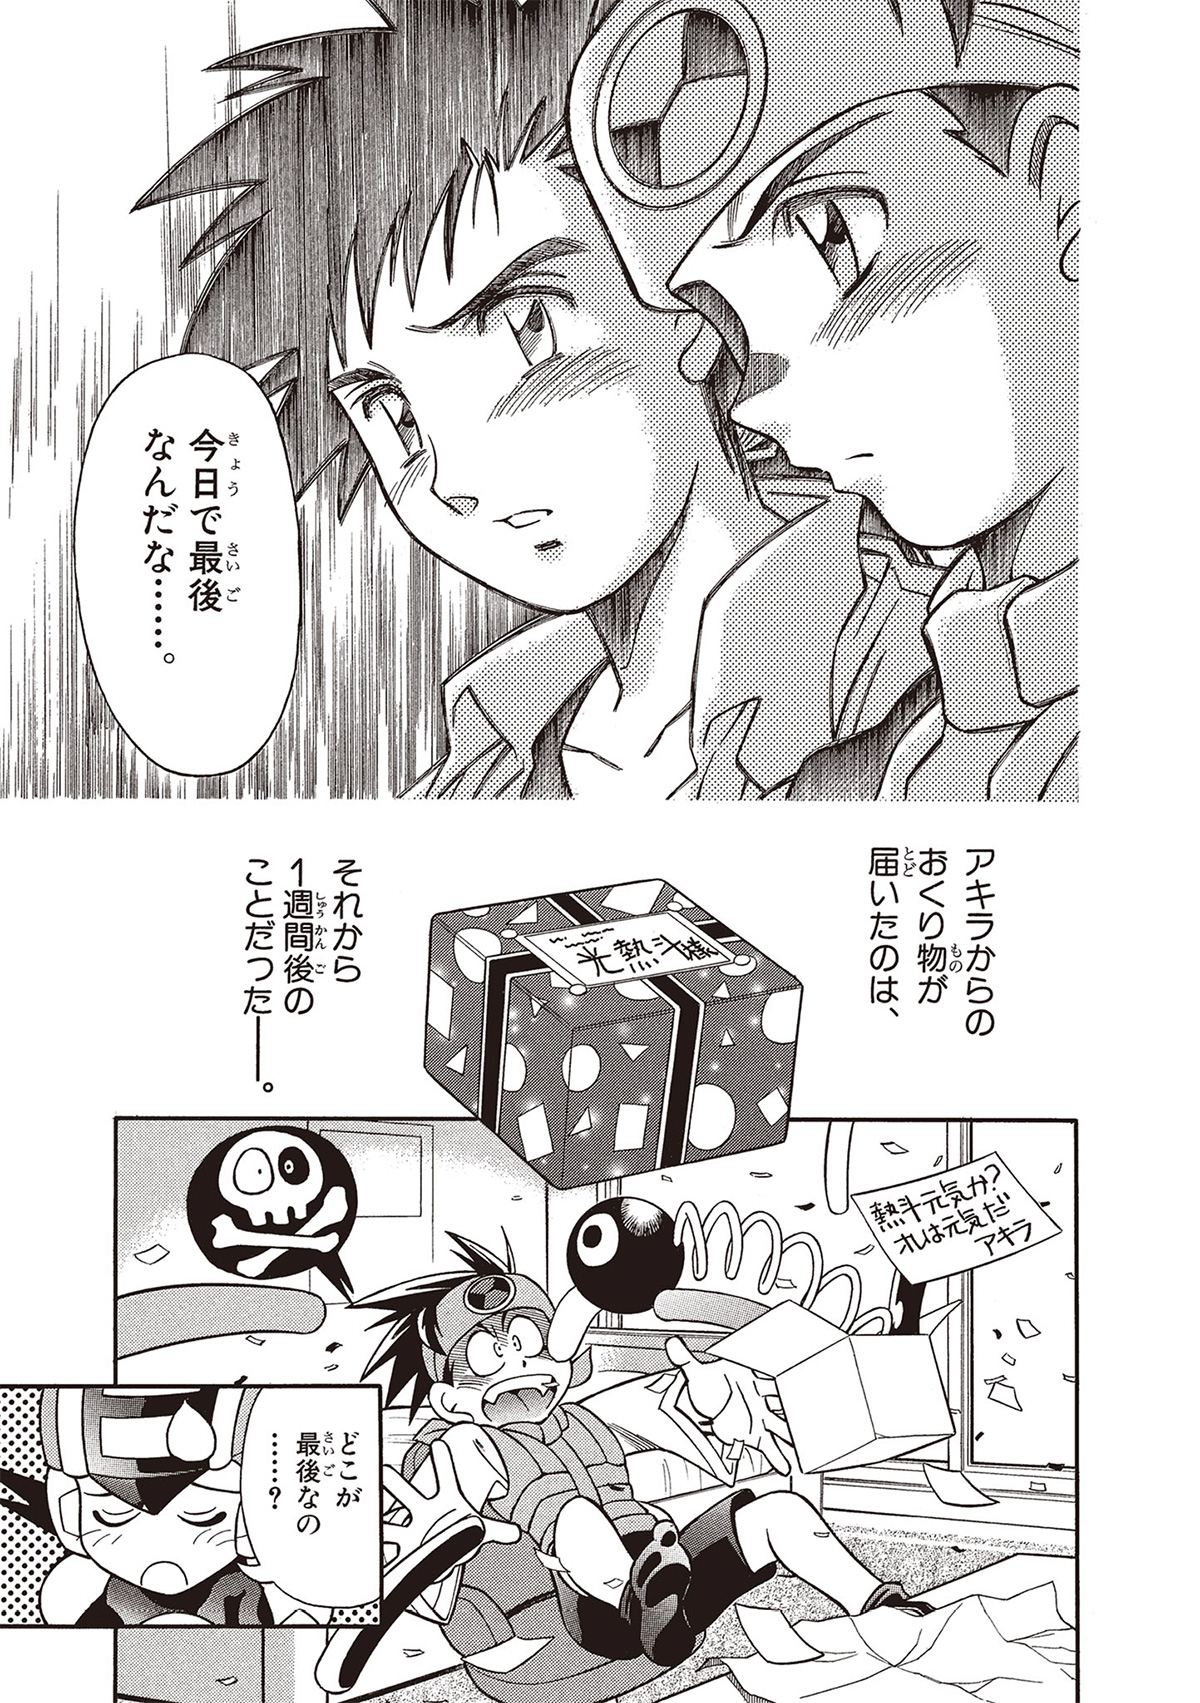 今日で最後
なんだな……。
アキラからの
おくり物が
届いたのは、
光熱斗様
それから
1週間後の
ことだった――。
熱斗元気か?
オレは元気だ
アキラ
どこが
最後なの
……?